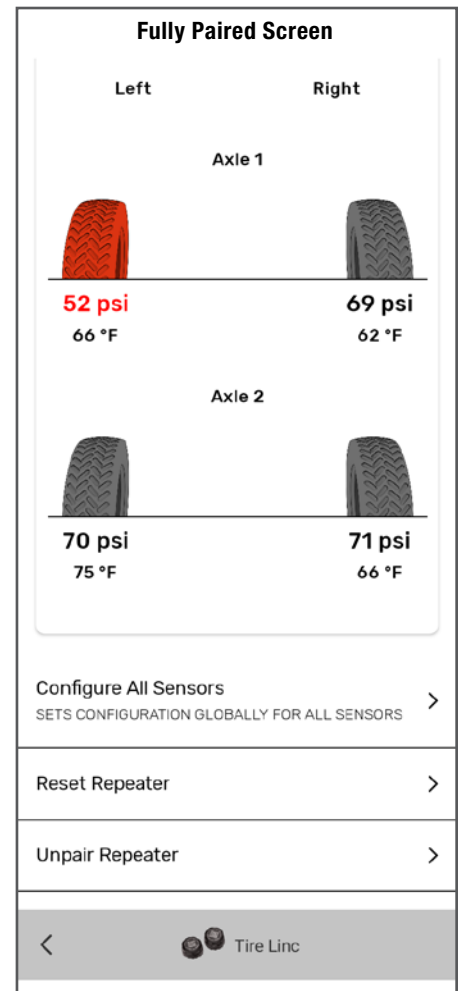 Fully Paired Screen
Left Right
Axle 1
52 psi 69 psi
66 °F 62 °F
Axle 2
70 psi 71 psi
75 °F 66 °F
Configure All Sensors
SETS CONFIGURATION GLOBALLY FOR ALL SENSORS
Reset Repeater
Unpair Repeater
Tire Linc